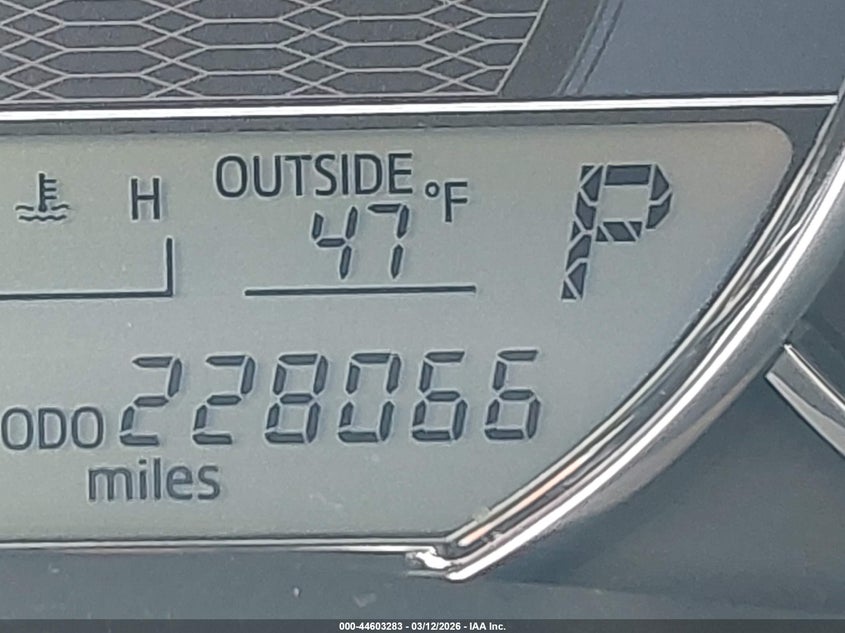 OUTSIDE
H 47 °F P
ODO 228066
miles
000-44603283 - 03/12/2026 - IAA Inc.